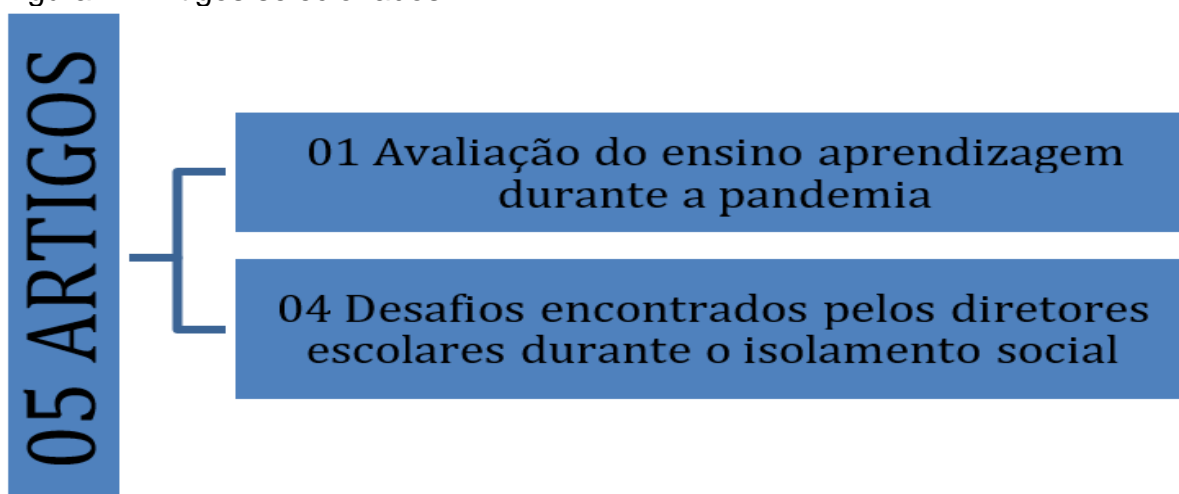 05 ARTIGOS
01 Avaliação do ensino aprendizagem
durante a pandemia
04 Desafios encontrados pelos diretores
escolares durante o isolamento social